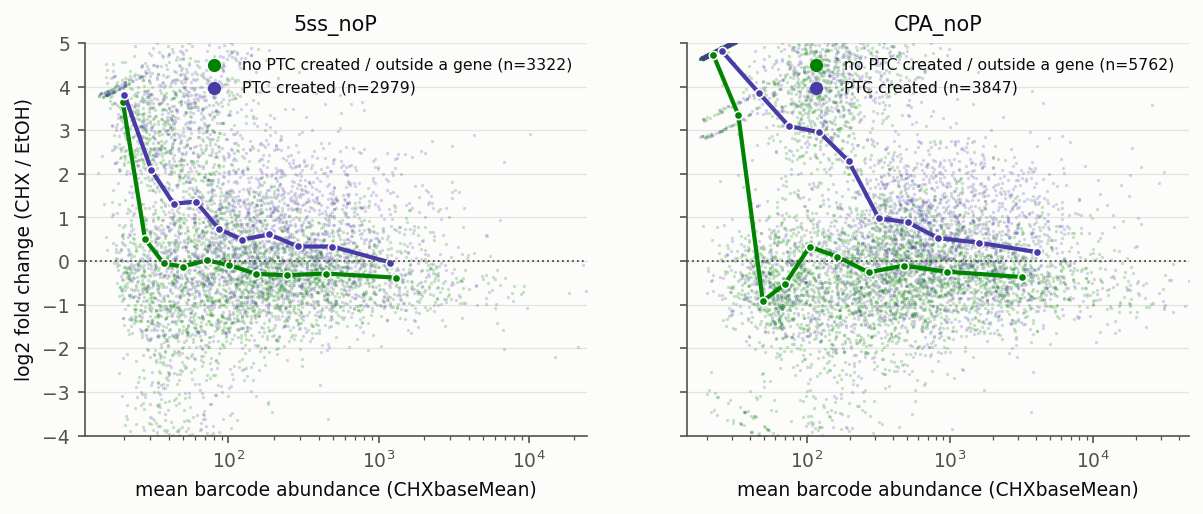 5ss_noP
CPA_noP
log2 fold change (CHX / EtOH)
5
4
3
2
1
0
−1
−2
−3
−4
no PTC created / outside a gene (n=3322)
PTC created (n=2979)
no PTC created / outside a gene (n=5762)
PTC created (n=3847)
10² 10³ 10⁴
10² 10³ 10⁴
mean barcode abundance (CHXbaseMean)
mean barcode abundance (CHXbaseMean)